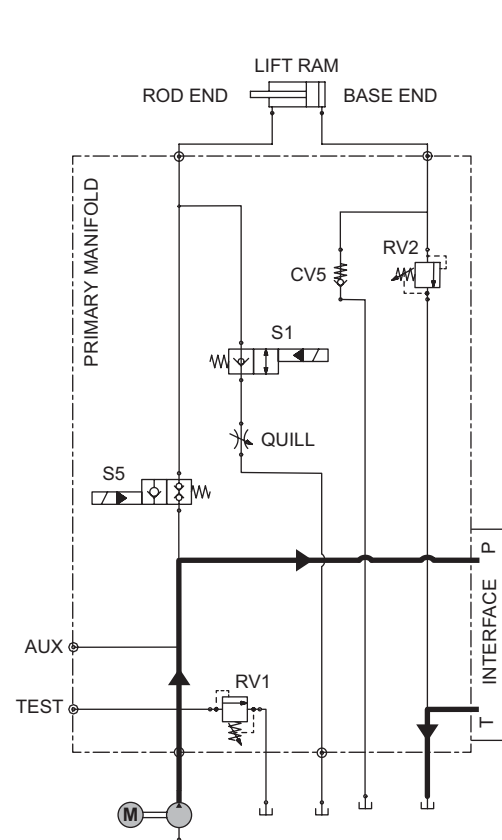 LIFT RAM
ROD END
BASE END
PRIMARY MANIFOLD
RV2
CV5
S1
QUILL
S5
P
INTERFACE
AUX
RV1
TEST
T
M